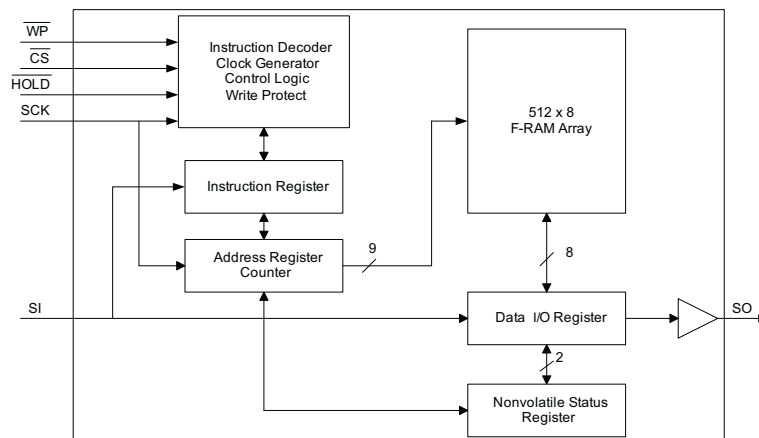 WP
CS
HOLD
SCK
Instruction Decoder
Clock Generator
Control Logic
Write Protect
512 x 8
F-RAM Array
Instruction Register
Address Register
Counter
9
8
SI
Data I/O Register
SO
2
Nonvolatile Status
Register